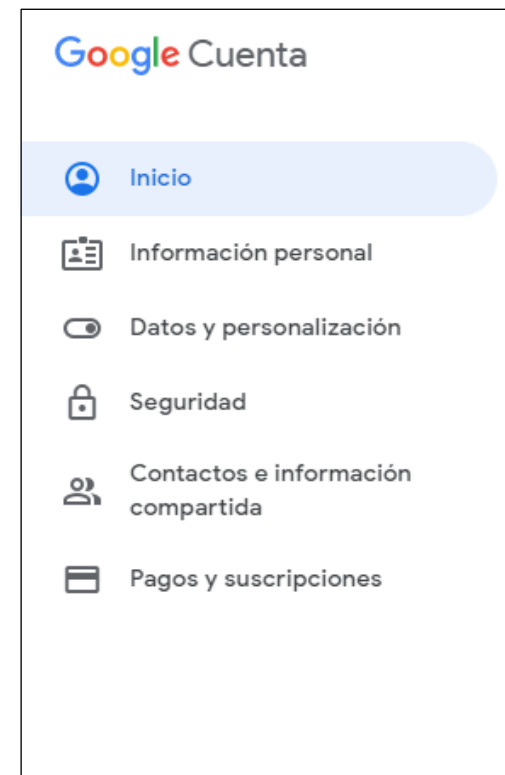 Google Cuenta
Inicio
Información personal
Datos y personalización
Seguridad
Contactos e información
compartida
Pagos y suscripciones